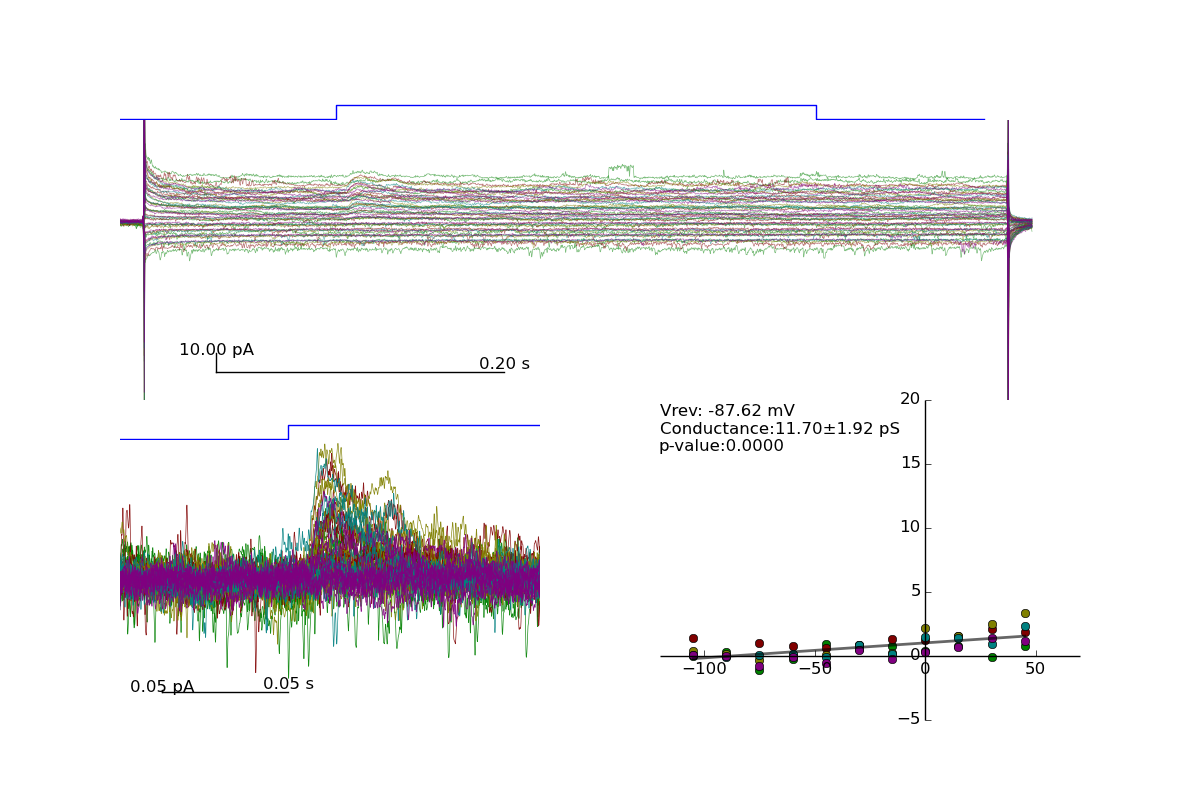 10.00 pA
0.20 s
Vrev: -87.62 mV
Conductance:11.70±1.92 pS
p-value:0.0000
20
15
10
5
0
−5
−100
−50
0
50
0.05 pA
0.05 s